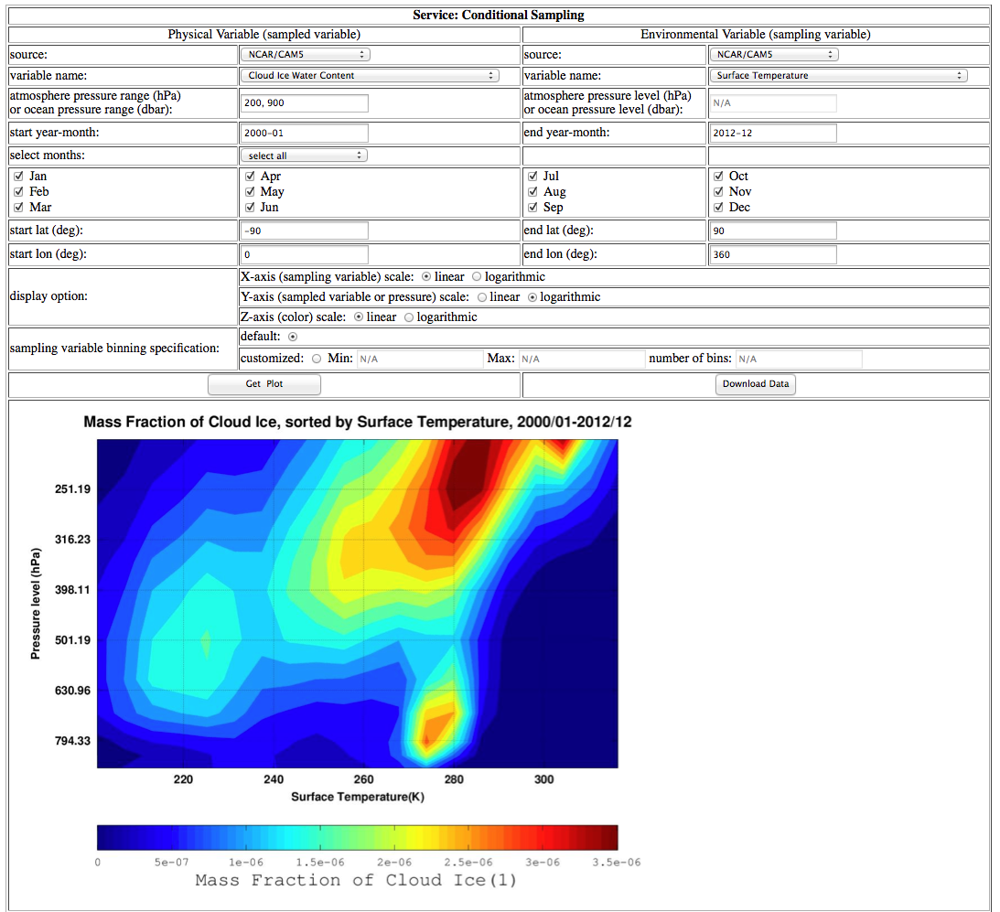 Service: Conditional Sampling
Physical Variable (sampled variable)
Environmental Variable (sampling variable)
source:
NCAR/CAM5
source:
NCAR/CAM5
variable name:
Cloud Ice Water Content
variable name:
Surface Temperature
atmosphere pressure range (hPa)
or ocean pressure range (dbar):
200, 900
atmosphere pressure level (hPa)
or ocean pressure level (dbar):
N/A
start year-month:
2000-01
end year-month:
2012-12
select months:
select all
Jan
Feb
Mar
Apr
May
Jun
Jul
Aug
Sep
Oct
Nov
Dec
start lat (deg):
-90
end lat (deg):
90
start lon (deg):
0
end lon (deg):
360
display option:
X-axis (sampling variable) scale: linear logarithmic
Y-axis (sampled variable or pressure) scale: linear logarithmic
Z-axis (color) scale: linear logarithmic
sampling variable binning specification:
default:
customized: Min: N/A Max: N/A number of bins: N/A
Get Plot
Download Data
Mass Fraction of Cloud Ice, sorted by Surface Temperature, 2000/01-2012/12
Pressure level (hPa)
251.19
316.23
398.11
501.19
630.96
794.33
220 240 260 280 300
Surface Temperature(K)
0 5e-07 1e-06 1.5e-06 2e-06 2.5e-06 3e-06 3.5e-06
Mass Fraction of Cloud Ice(1)